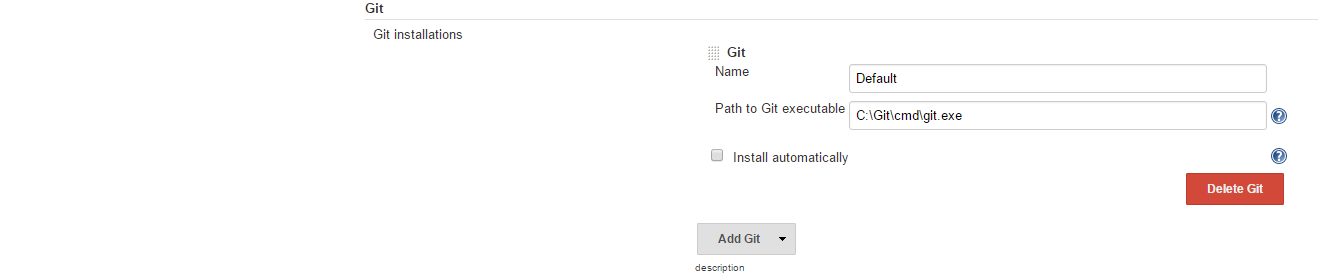 Git
Git installations
Git
Name
Default
Path to Git executable
C:\Git\cmd\git.exe
?
Install automatically
?
Delete Git
Add Git
description